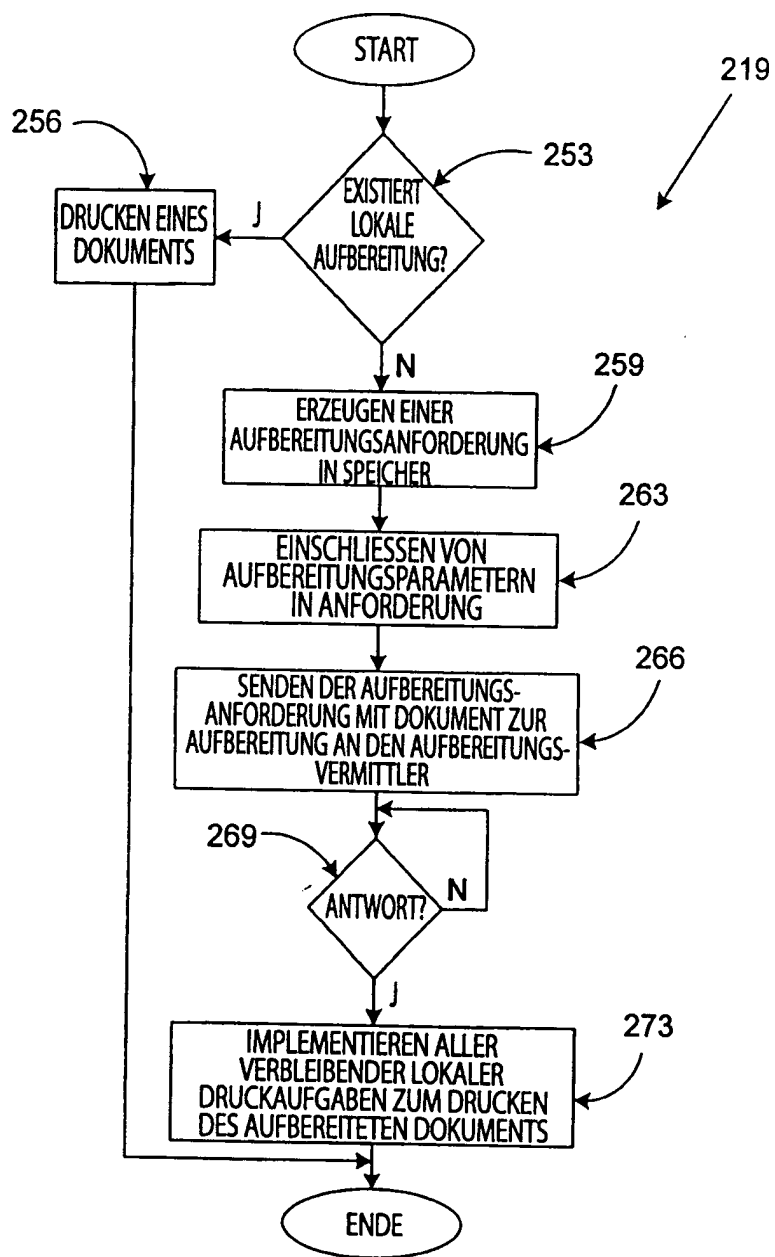 START
219
256
253
EXISTIERT
LOKALE
AUFBEREITUNG?
J
DRUCKEN EINES
DOKUMENTS
N
259
ERZEUGEN EINER
AUFBEREITUNGSANFORDERUNG
IN SPEICHER
263
EINSCHLIESSEN VON
AUFBEREITUNGSPARAMETERN
IN ANFORDERUNG
266
SENDEN DER AUFBEREITUNGS-
ANFORDERUNG MIT DOKUMENT ZUR
AUFBEREITUNG AN DEN AUFBEREITUNGS-
VERMITTLER
269
ANTWORT?
N
J
273
IMPLEMENTIEREN ALLER
VERBLEIBENDER LOKALER
DRUCKAUFGABEN ZUM DRUCKEN
DES AUFBEREITETEN DOKUMENTS
ENDE